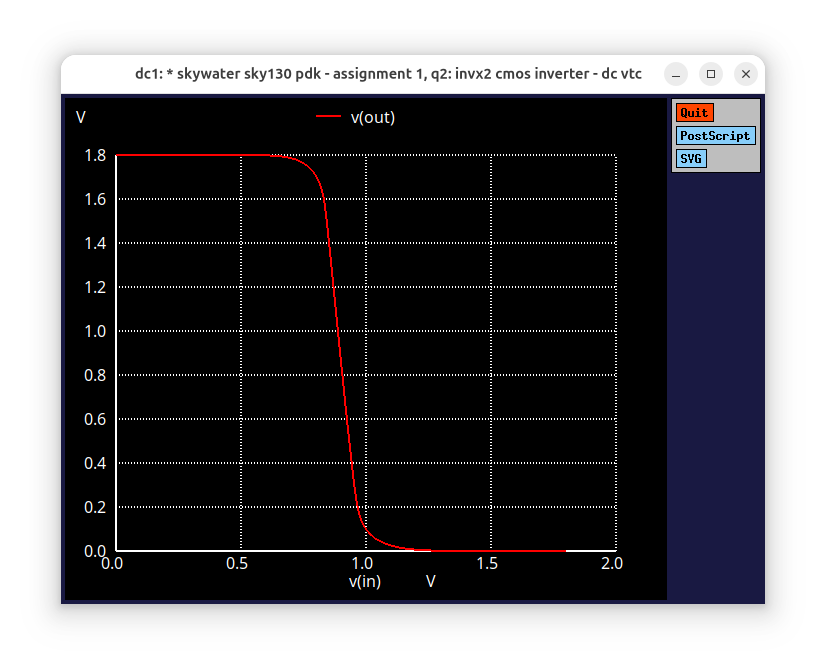 dc1: * skywater sky130 pdk - assignment 1, q2: invx2 cmos inverter - dc vtc
Quit
PostScript
SVG
V
v(out)
1.8
1.6
1.4
1.2
1.0
0.8
0.6
0.4
0.2
0.0
0.0 0.5 1.0 1.5 2.0
v(in) V